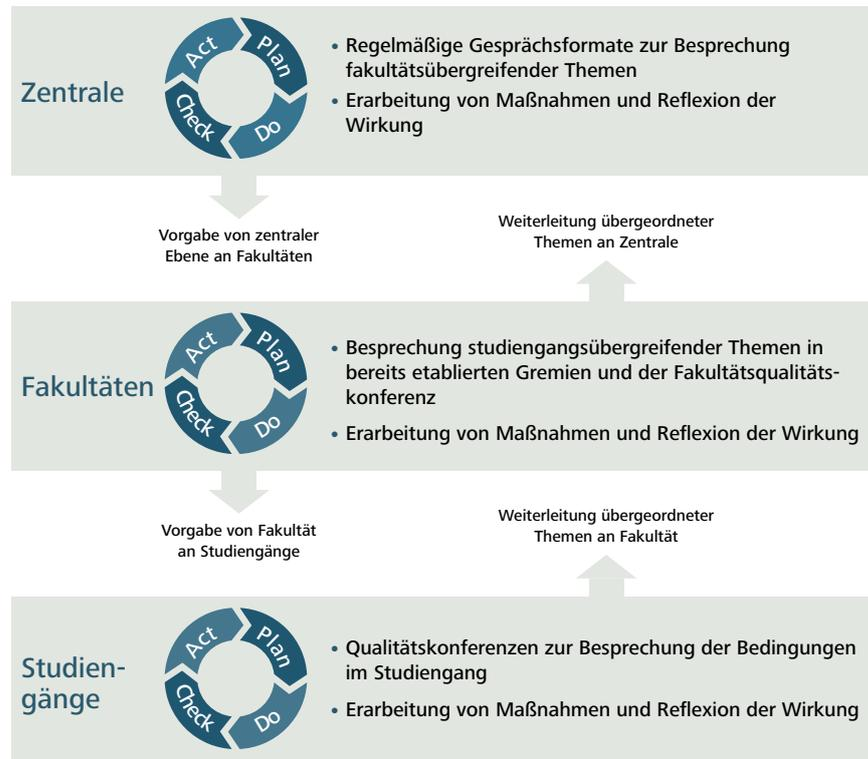 Zentrale
Act
Plan
Check
Do
• Regelmäßige Gesprächsformate zur Besprechung
fakultätsübergreifender Themen
• Erarbeitung von Maßnahmen und Reflexion der
Wirkung
Vorgabe von zentraler
Ebene an Fakultäten
Weiterleitung übergeordneter
Themen an Zentrale
Fakultäten
Act
Plan
Check
Do
• Besprechung studiengangsübergreifender Themen in
bereits etablierten Gremien und der Fakultätsqualitäts-
konferenz
• Erarbeitung von Maßnahmen und Reflexion der Wirkung
Vorgabe von Fakultät
an Studiengänge
Weiterleitung übergeordneter
Themen an Fakultät
Studien-
gänge
Act
Plan
Check
Do
• Qualitätskonferenzen zur Besprechung der Bedingungen
im Studiengang
• Erarbeitung von Maßnahmen und Reflexion der Wirkung